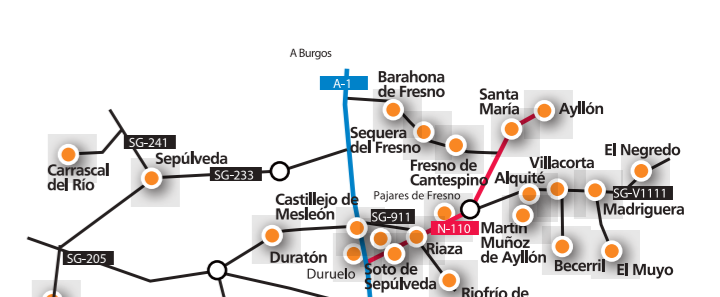 A Burgos
A-1
Barahona
de Fresno
Santa
María
Ayllón
SG-241
Sequera
del Fresno
Carrascal
del Río
Sepúlveda
SG-233
Fresno de
Cantespino
Villacorta
El Negredo
Alquité
SG-V1111
Madriguera
Pajares de Fresno
Castillejo de
Mesleón
SG-911
N-110
Martín
Muñoz
de Ayllón
SG-205
Duratón
Duruelo
Riaza
Soto de
Sepúlveda
Becerril
El Muyo
Riofrío de